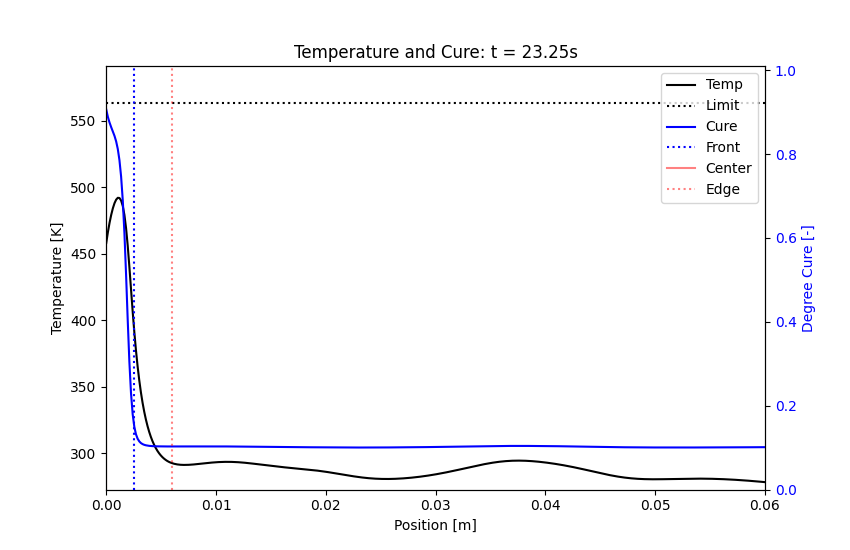 Temperature and Cure: t = 23.25s
Temp
Limit
Cure
Front
Center
Edge
550
500
450
400
350
300
Temperature [K]
1.0
0.8
0.6
0.4
0.2
0.0
Degree Cure [-]
0.00
0.01
0.02
0.03
0.04
0.05
0.06
Position [m]